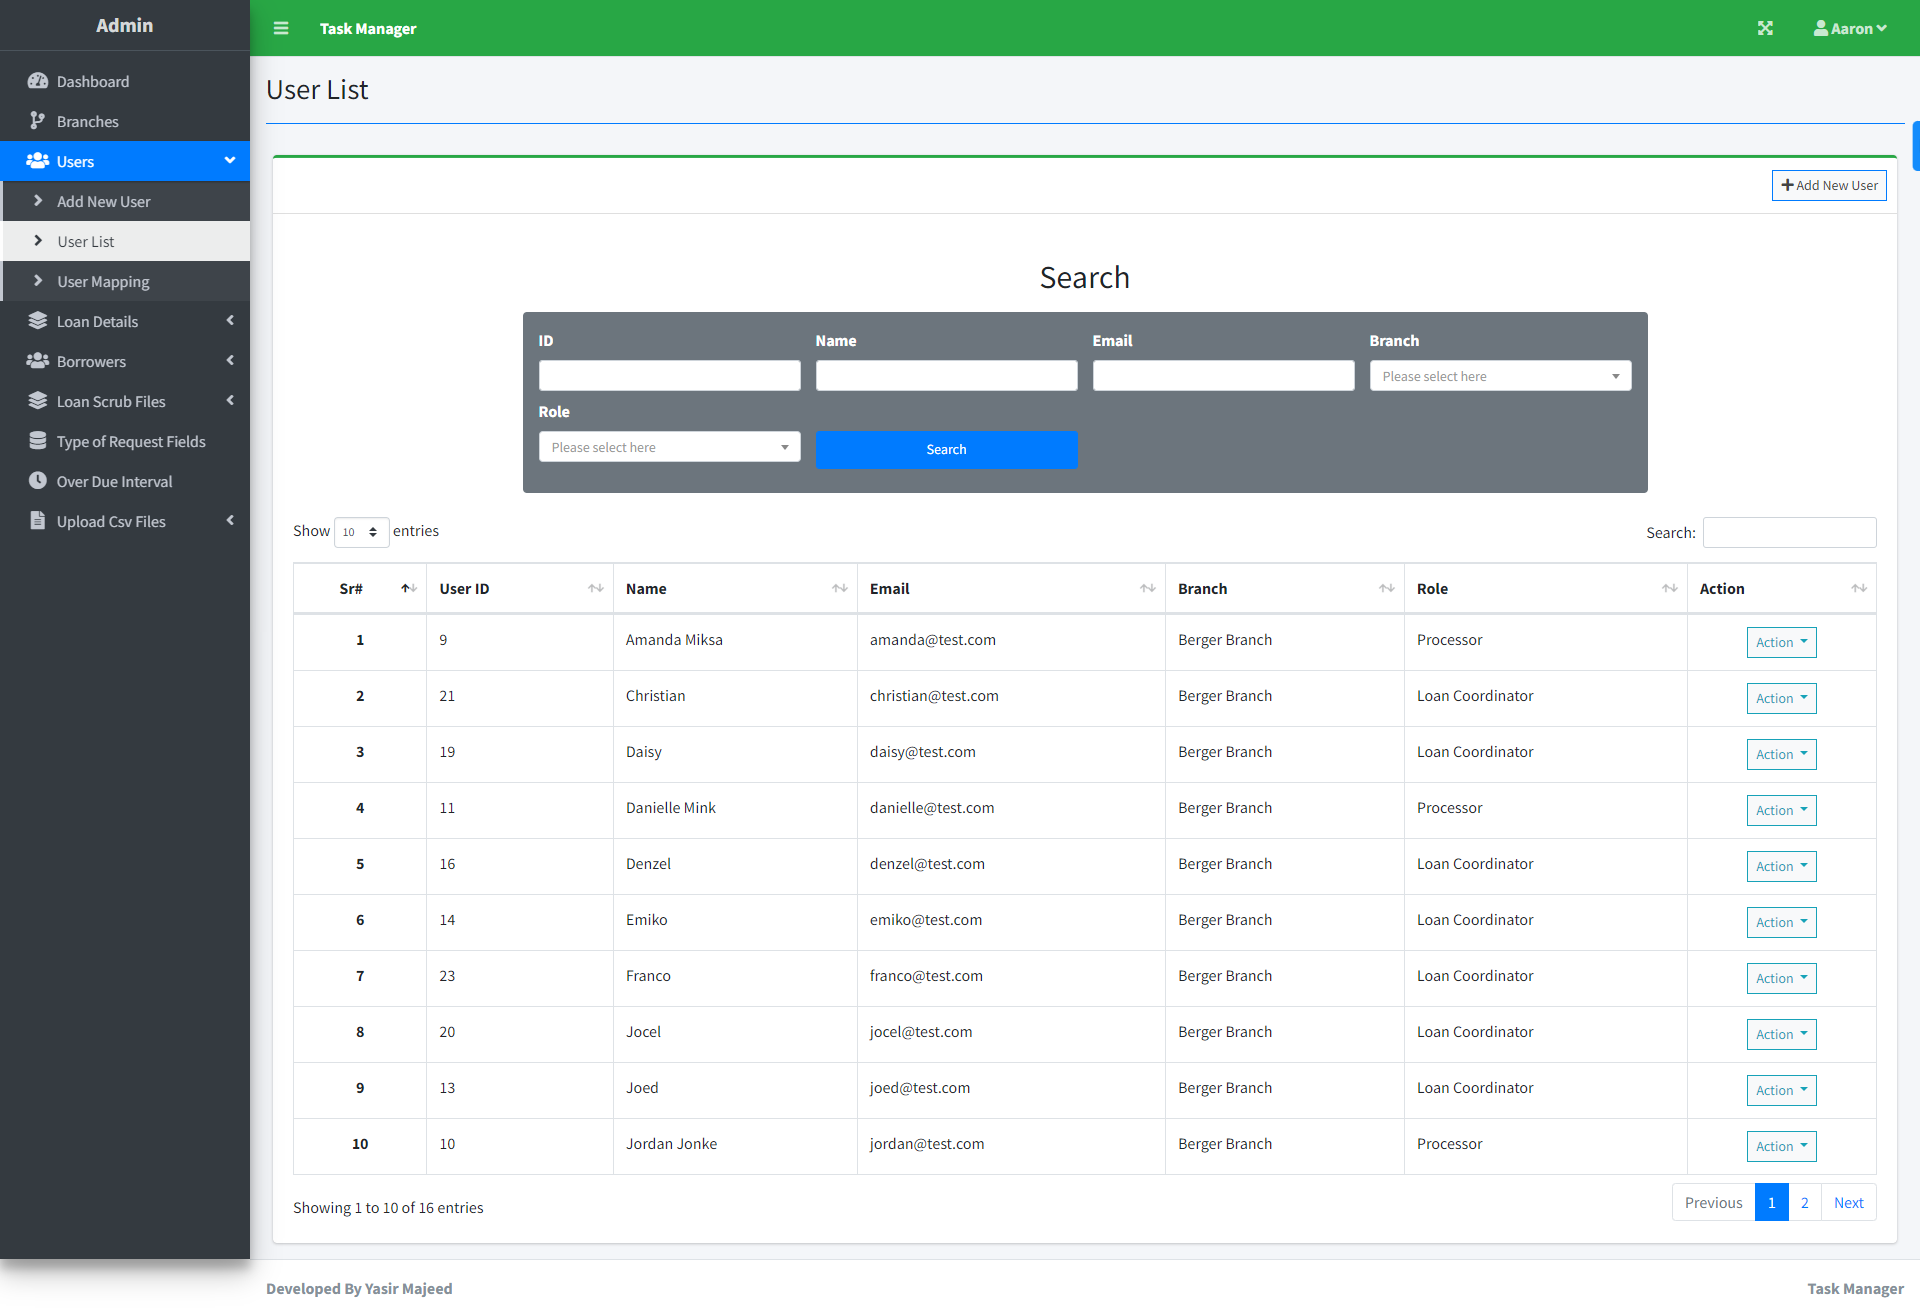 Admin
Task Manager
Aaron
Dashboard
Branches
Users
Add New User
User List
User Mapping
Loan Details
Borrowers
Loan Scrub Files
Type of Request Fields
Over Due Interval
Upload Csv Files
User List
Add New User
Search
ID Name Email Branch
Please select here
Role
Please select here Search
Show 10 entries Search:
Sr# User ID Name Email Branch Role Action
1 9 Amanda Miksa amanda@test.com Berger Branch Processor Action
2 21 Christian christian@test.com Berger Branch Loan Coordinator Action
3 19 Daisy daisy@test.com Berger Branch Loan Coordinator Action
4 11 Danielle Mink danielle@test.com Berger Branch Processor Action
5 16 Denzel denzel@test.com Berger Branch Loan Coordinator Action
6 14 Emiko emiko@test.com Berger Branch Loan Coordinator Action
7 23 Franco franco@test.com Berger Branch Loan Coordinator Action
8 20 Jocel jocel@test.com Berger Branch Loan Coordinator Action
9 13 Joed joed@test.com Berger Branch Loan Coordinator Action
10 10 Jordan Jonke jordan@test.com Berger Branch Processor Action
Showing 1 to 10 of 16 entries Previous 1 2 Next
Developed By Yasir Majeed Task Manager